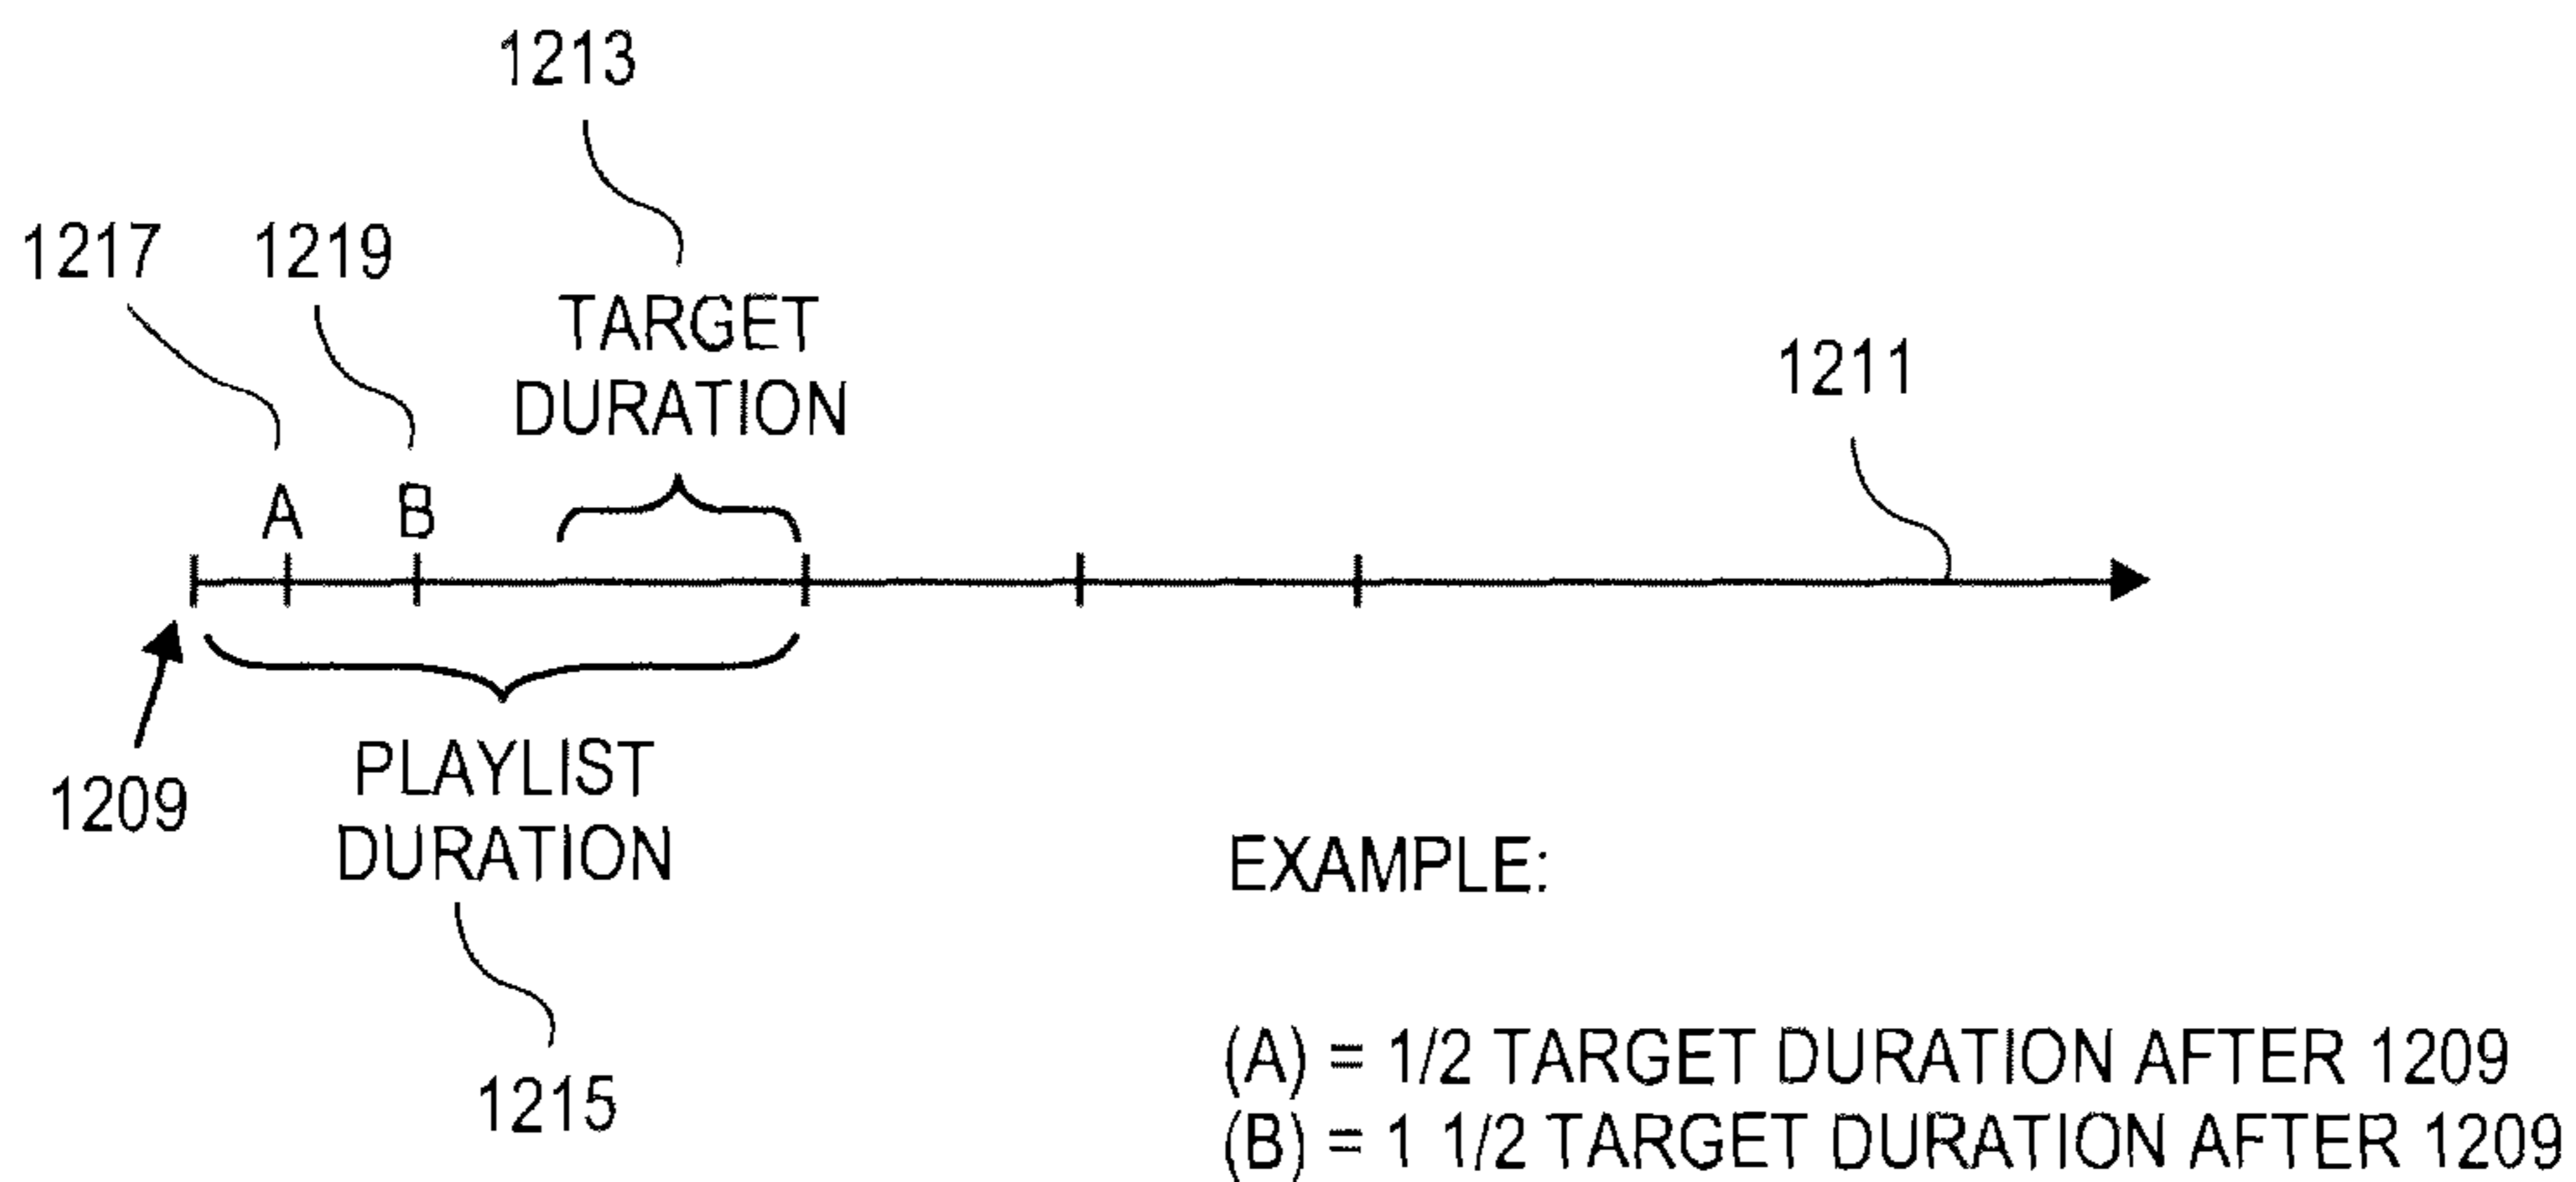 1213
1217
1219
TARGET
DURATION
1211
A
B
1209
PLAYLIST
DURATION
1215
EXAMPLE:
(A) = 1/2 TARGET DURATION AFTER 1209
(B) = 1 1/2 TARGET DURATION AFTER 1209